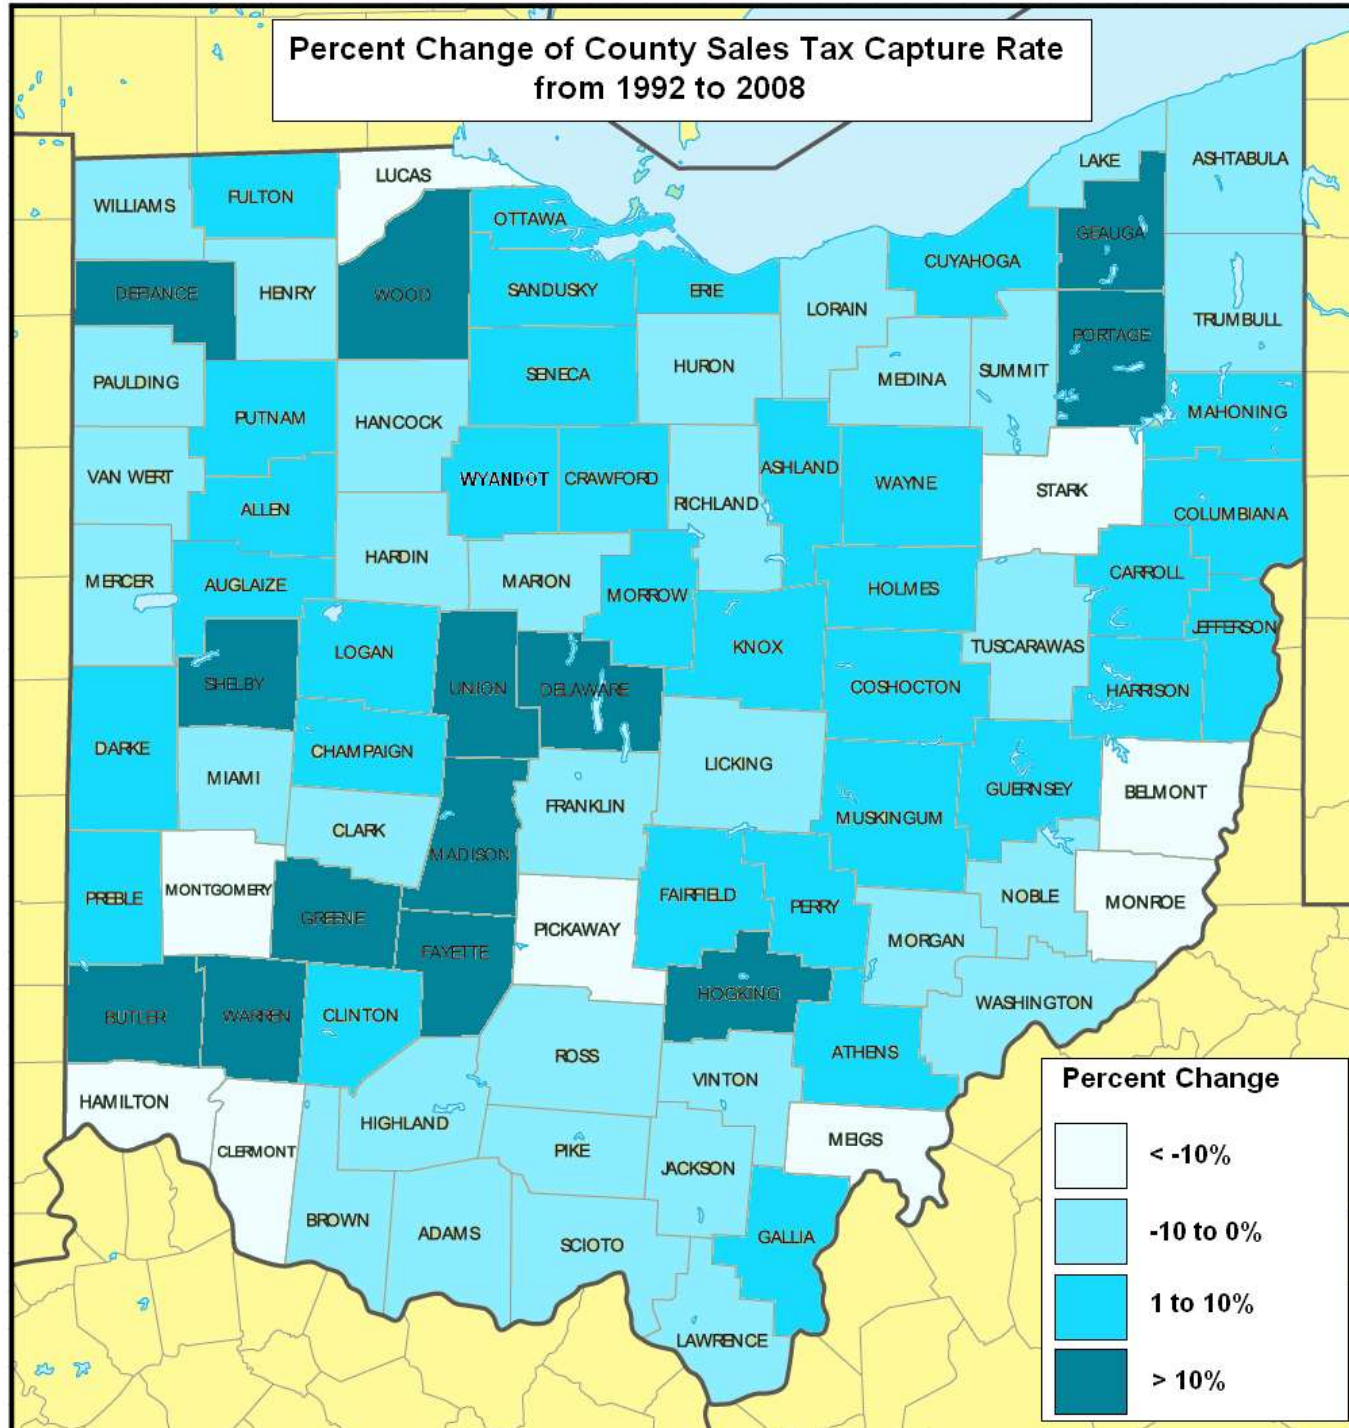 Percent Change of County Sales Tax Capture Rate
from 1992 to 2008
LUCAS
LAKE
ASHTABULA
WILLIAMS
FULTON
OTTAWA
GEAUGA
CUYAHOGA
DEFIANCE
HENRY
WOOD
SANDUSKY
ERIE
LORAIN
TRUMBULL
PORTAGE
PAULDING
SENECA
HURON
MEDINA
SUMMIT
MAHONING
PUTNAM
HANCOCK
VAN WERT
WYANDOT
CRAWFORD
ASHLAND
WAYNE
STARK
RICHLAND
COLUMBIANA
ALLEN
HARDIN
MERCER
AUGLAIZE
MARION
MORROW
HOLMES
CARROLL
JEFFERSON
LOGAN
KNOX
TUSCARAWAS
SHELBY
UNION
DELAWARE
COSHOCTON
HARRISON
DARKE
CHAMPAIGN
MIAMI
LICKING
GUERNSEY
BELMONT
FRANKLIN
MUSKINGUM
CLARK
MADISON
PREBLE
MONTGOMERY
FAIRFIELD
PERRY
NOBLE
MONROE
GREENE
PICKAWAY
MORGAN
FAYETTE
HOCKING
WASHINGTON
BUTLER
WARREN
CLINTON
ROSS
ATHENS
VINTON
HAMILTON
HIGHLAND
CLERMONT
PIKE
MEIGS
JACKSON
BROWN
ADAMS
SCIOTO
GALLIA
LAWRENCE
Percent Change
< -10%
-10 to 0%
1 to 10%
> 10%